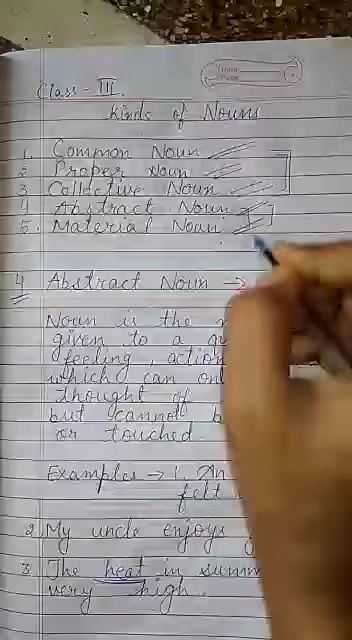 Class - III.
Kinds of Nouns
1. Common Noun
2 Proper Noun
3 Collective Noun
4 Abstract Noun
5. Material Noun
4 Abstract Noun →
Noun is the
given to a
feeling, action
which can
thought of
but cannot
or touched.
Examples → 1.
felt
2 My uncle enjoys
3 The heat in summ
very high.